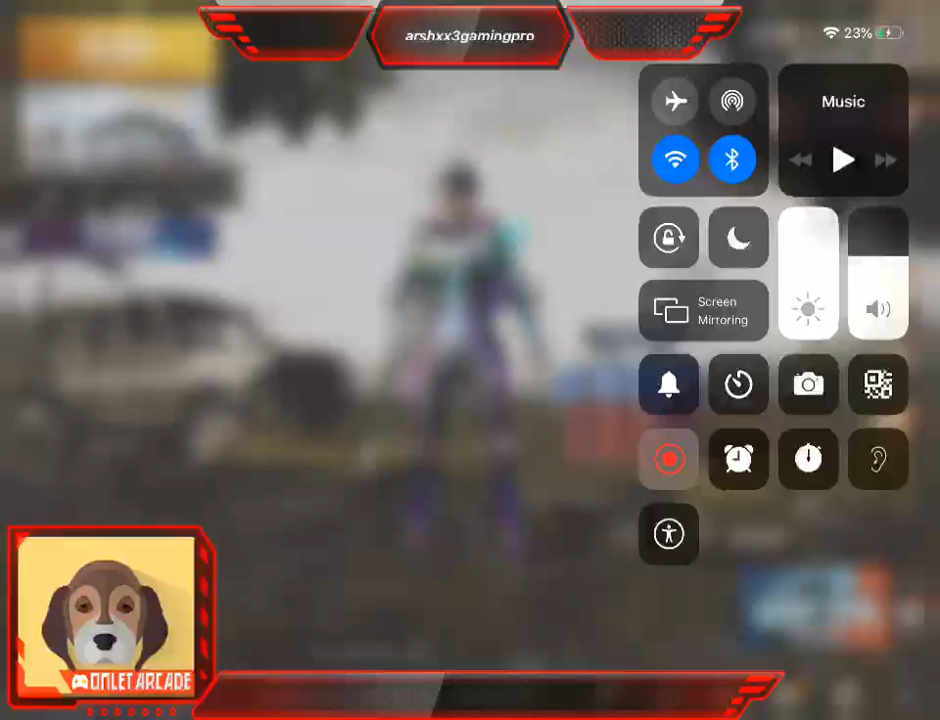 arshxx3gamingpro
23%
Music
Screen
Mirroring
OMLET ARCADE